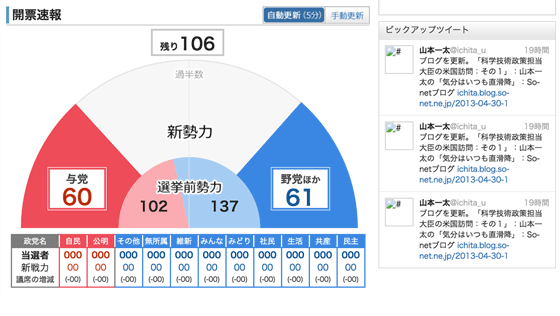 開票速報
自動更新（5分）
手動更新
残り106
過半数
新勢力
与党
60
野党ほか
61
選挙前勢力
102
137
政党名 自民 公明 その他 無所属 維新 みんな みどり 社民 生活 共産 民主
当選者 000 000 000 000 000 000 000 000 000 000 000
新戦力 00 00 00 00 00 00 00 00 00 00 00
議席の増減 (-00) (-00) (-00) (-00) (-00) (-00) (-00) (-00) (-00) (-00) (-00)
ピックアップツイート
#
山本一太@ichita_u 19時間
ブログを更新。「科学技術政策担当
大臣の米国訪問：その１」：山本一
太の「気分はいつも直滑降」：So-
netブログ ichita.blog.so-
net.ne.jp/2013-04-30-1
#
山本一太@ichita_u 19時間
ブログを更新。「科学技術政策担当
大臣の米国訪問：その１」：山本一
太の「気分はいつも直滑降」：So-
netブログ ichita.blog.so-
net.ne.jp/2013-04-30-1
#
山本一太@ichita_u 19時間
ブログを更新。「科学技術政策担当
大臣の米国訪問：その１」：山本一
太の「気分はいつも直滑降」：So-
netブログ ichita.blog.so-
net.ne.jp/2013-04-30-1